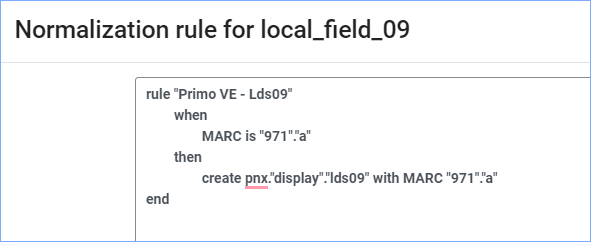 Normalization rule for local_field_09
rule "Primo VE - Lds09"
when
MARC is "971"."a"
then
create pnx."display"."lds09" with MARC "971"."a"
end